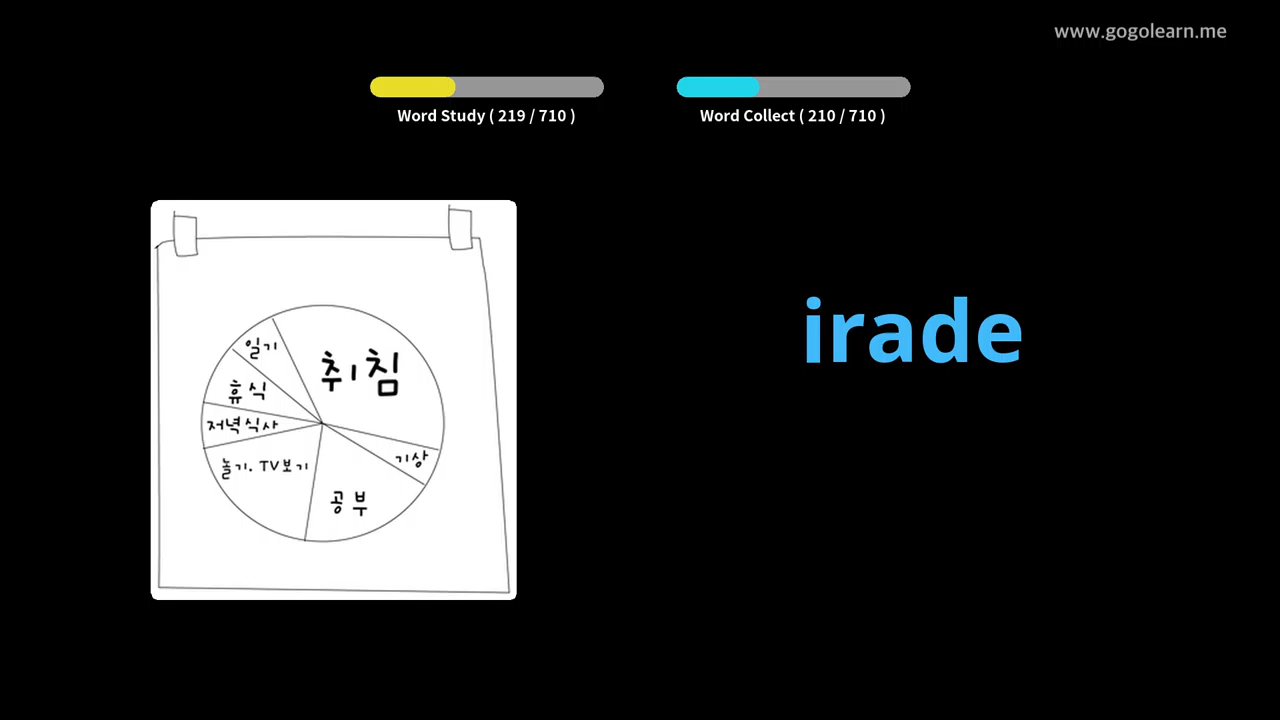 www.gogolearn.me
Word Study ( 219 / 710 )
Word Collect ( 210 / 710 )
irade
일기
취침
휴식
저녁식사
놀기. TV보기
기상
공부